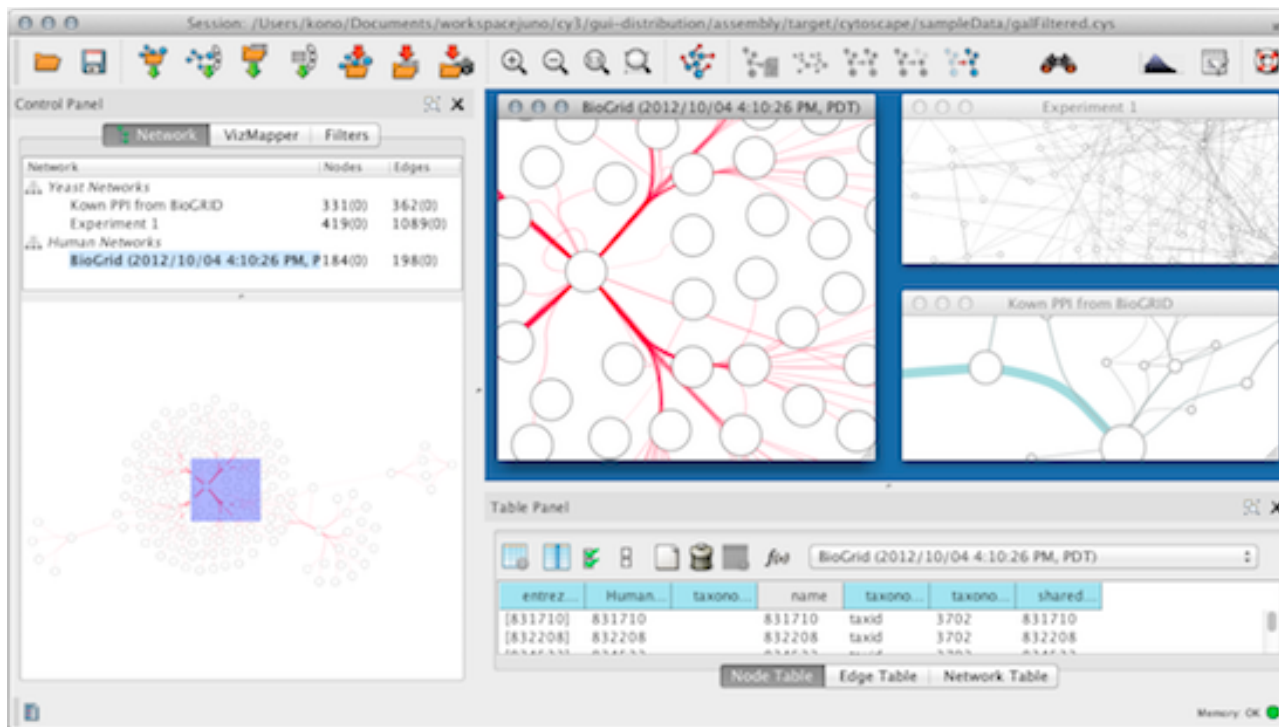 Session: /Users/kono/Documents/workspacejuno/cy3/gui-distribution/assembly/target/cytoscape/sampleData/galFiltered.cys
Control Panel
Network VizMapper Filters
Network Nodes Edges
Yeast Networks
Kown PPI from BioGRID 331(0) 362(0)
Experiment 1 419(0) 1089(0)
Human Networks
BioGrid (2012/10/04 4:10:26 PM, P 184(0) 198(0)
BioGrid (2012/10/04 4:10:26 PM, PDT)
Experiment 1
Kown PPI from BioGRID
Table Panel
f(x) BioGrid (2012/10/04 4:10:26 PM, PDT)
entrez... Human... taxono... name taxono... taxono... shared...
[831710] 831710 831710 taxid 3702 831710
[832208] 832208 832208 taxid 3702 832208
Node Table Edge Table Network Table
Memory: OK